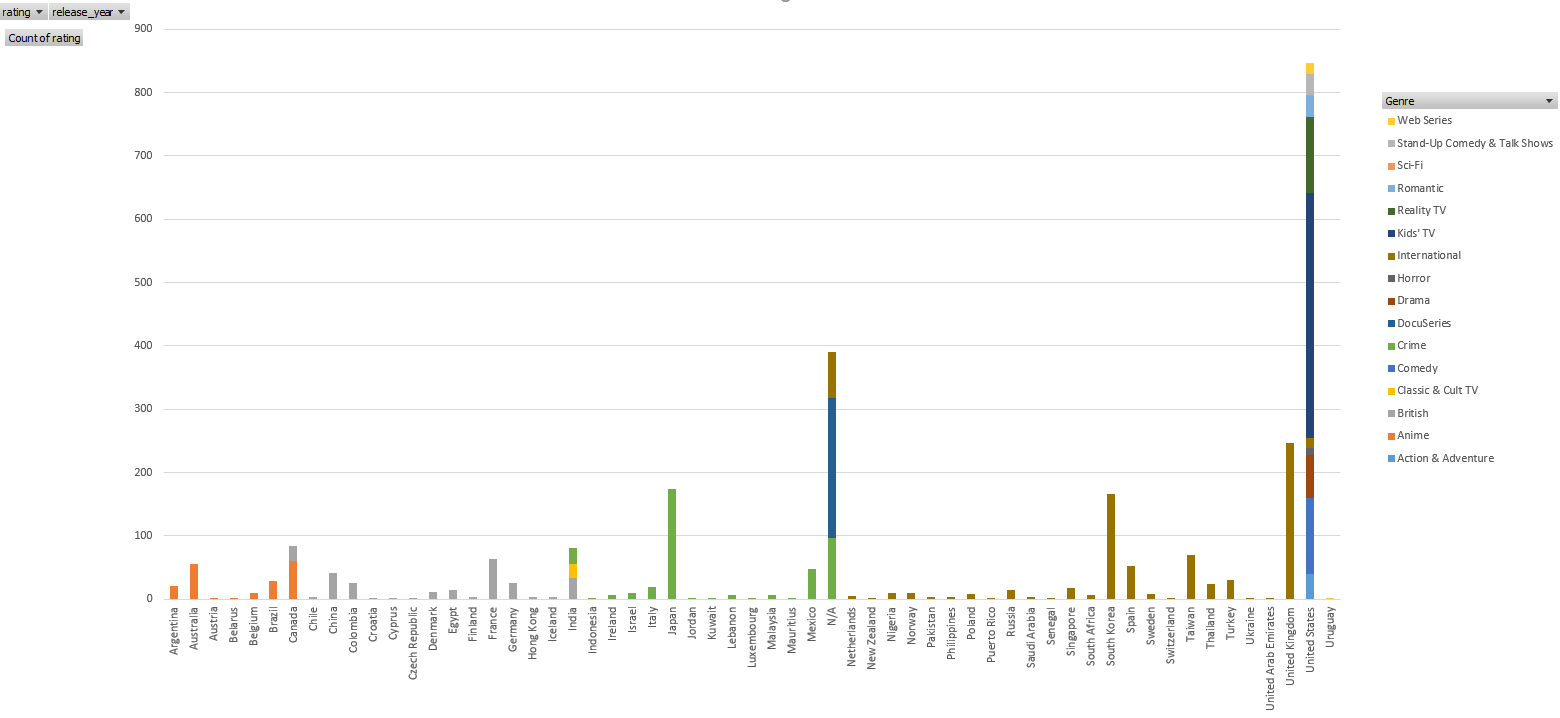 rating release_year
Count of rating
900
800
700
600
500
400
300
200
100
0
Argentina
Australia
Austria
Belarus
Belgium
Brazil
Canada
Chile
China
Colombia
Croatia
Cyprus
Czech Republic
Denmark
Egypt
Finland
France
Germany
Hong Kong
Iceland
India
Indonesia
Ireland
Israel
Italy
Japan
Jordan
Kuwait
Lebanon
Luxembourg
Malaysia
Mauritius
Mexico
N/A
Netherlands
New Zealand
Nigeria
Norway
Pakistan
Philippines
Poland
Puerto Rico
Russia
Saudi Arabia
Senegal
Singapore
South Africa
South Korea
Spain
Sweden
Switzerland
Taiwan
Thailand
Turkey
Ukraine
United Arab Emirates
United Kingdom
United States
Uruguay
Genre
Web Series
Stand-Up Comedy & Talk Shows
Sci-Fi
Romantic
Reality TV
Kids' TV
International
Horror
Drama
DocuSeries
Crime
Comedy
Classic & Cult TV
British
Anime
Action & Adventure